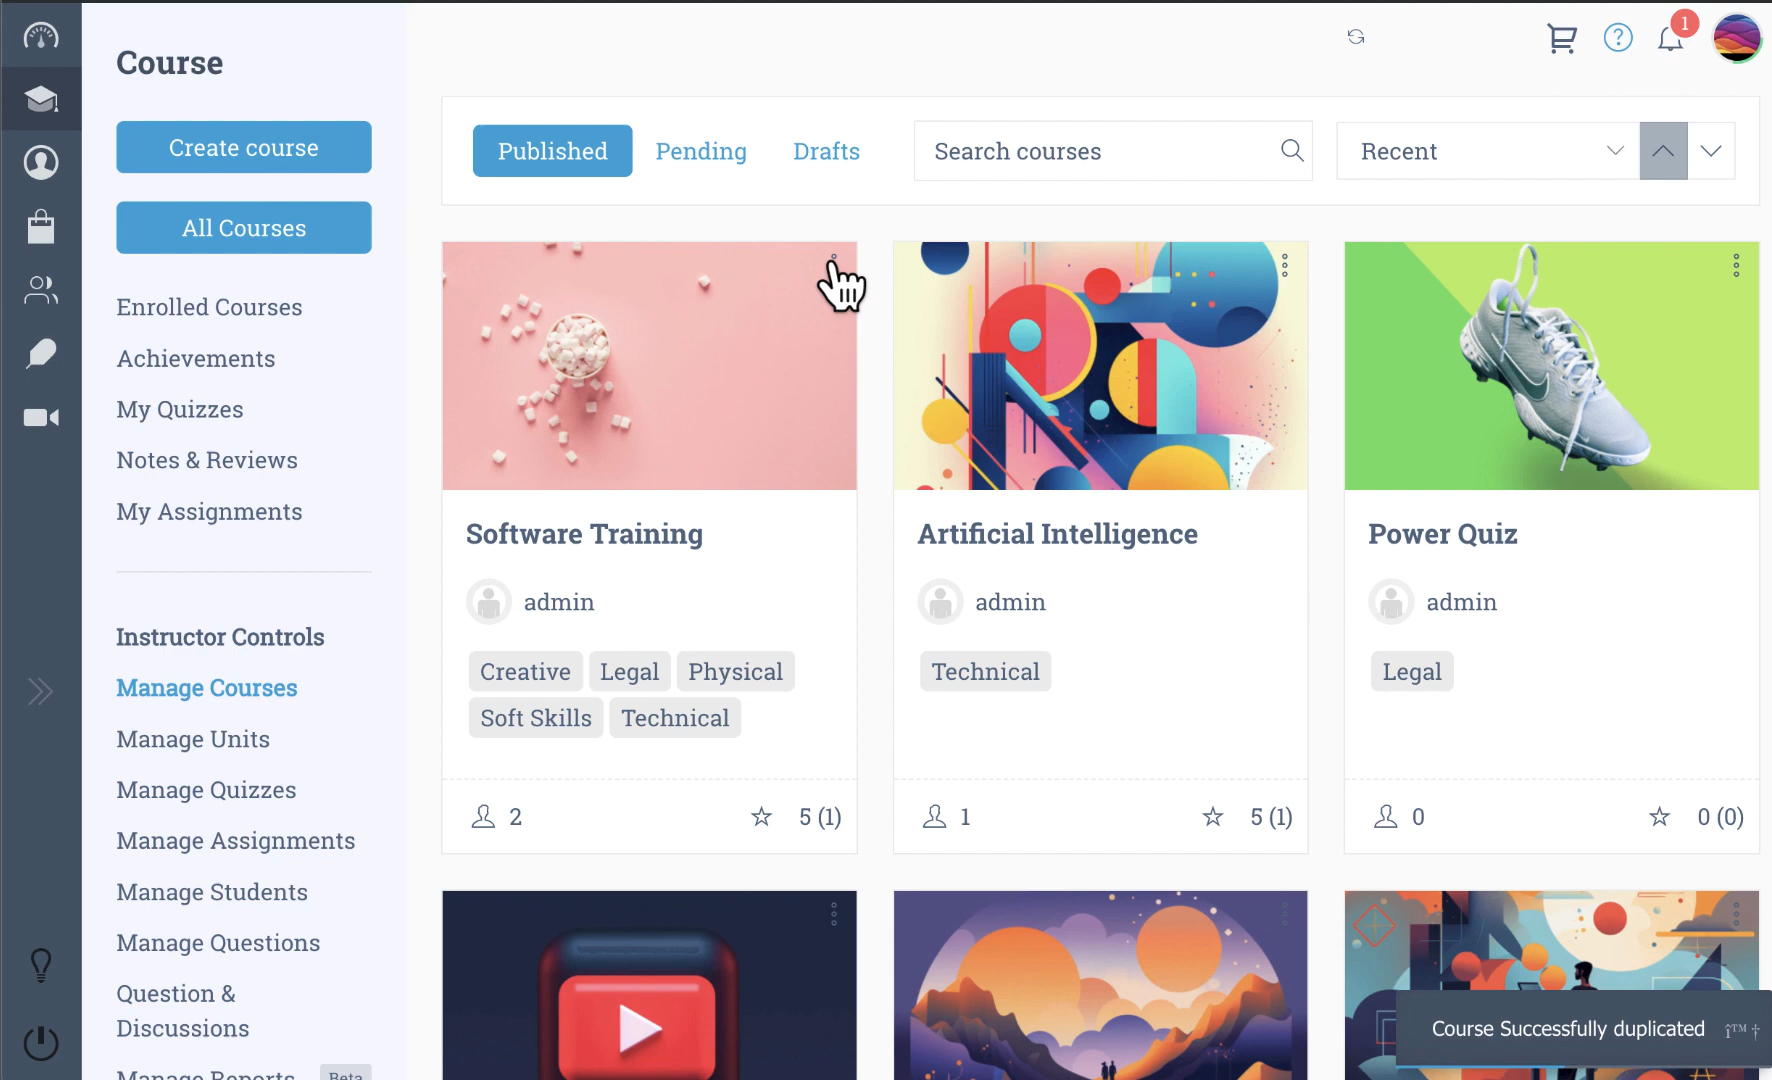 Course
Create course
All Courses
Enrolled Courses
Achievements
My Quizzes
Notes & Reviews
My Assignments
Instructor Controls
Manage Courses
Manage Units
Manage Quizzes
Manage Assignments
Manage Students
Manage Questions
Question &
Discussions
Manage Reports Beta
1
Published Pending Drafts Search courses Recent
Software Training
admin
Creative Legal Physical
Soft Skills Technical
2 5 (1)
Artificial Intelligence
admin
Technical
1 5 (1)
Power Quiz
admin
Legal
0 0 (0)
Course Successfully duplicated î™ †